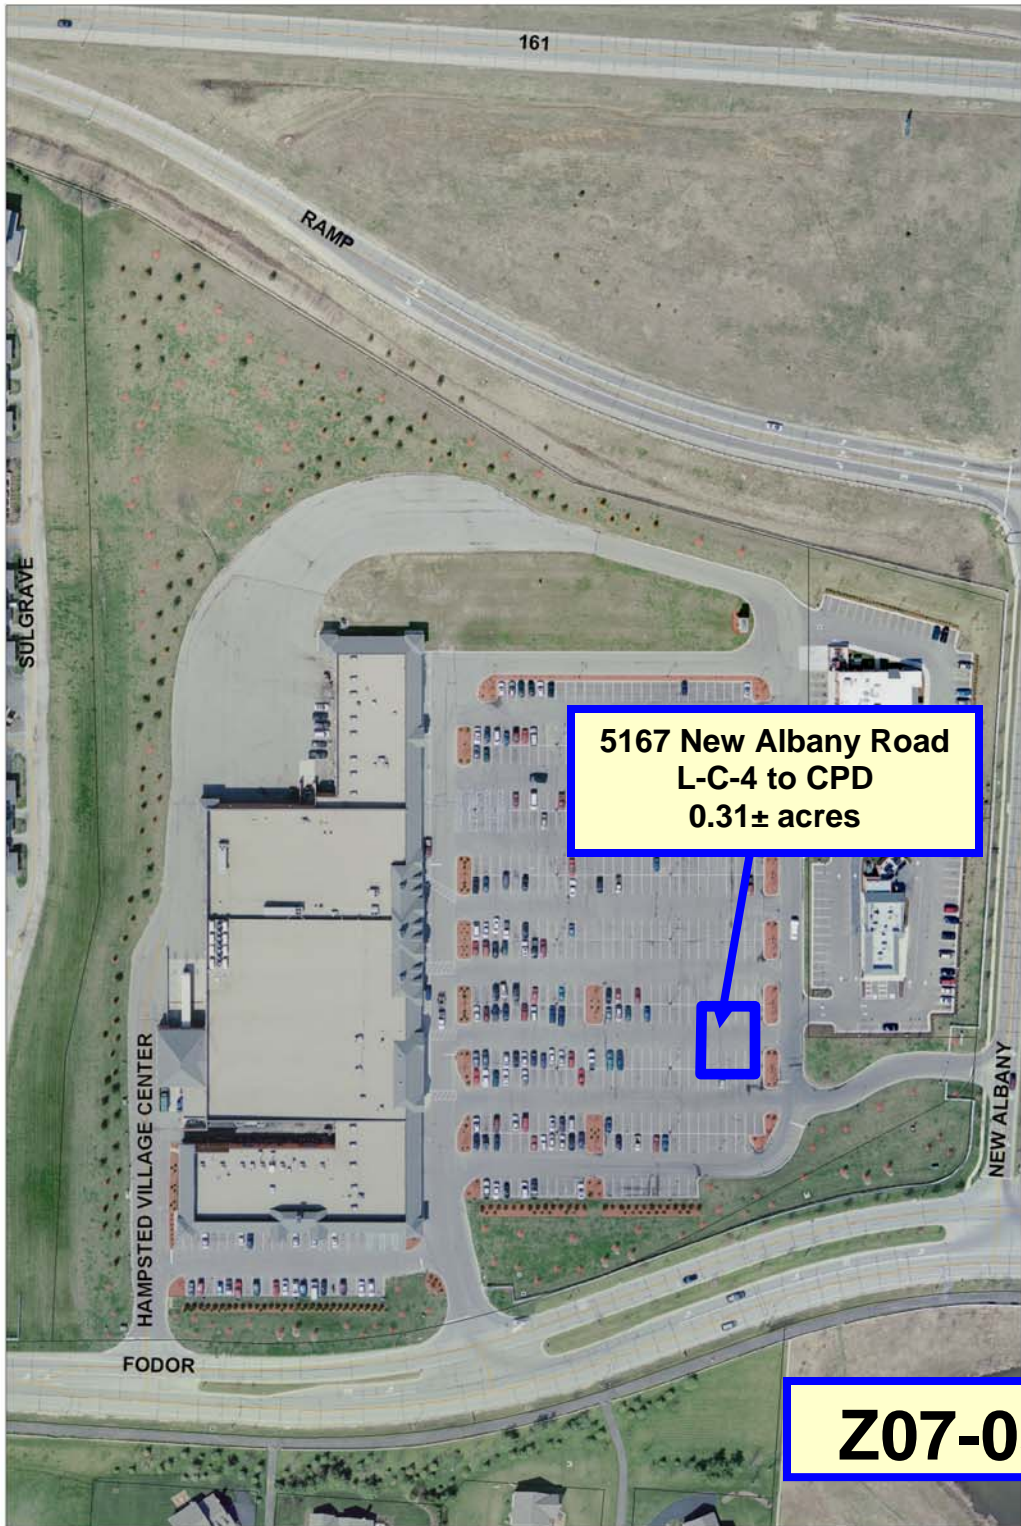 161
RAMP
SULGRAVE
5167 New Albany Road
L-C-4 to CPD
0.31± acres
HAMPSTED VILLAGE CENTER
NEW ALBANY
FODOR
Z07-0